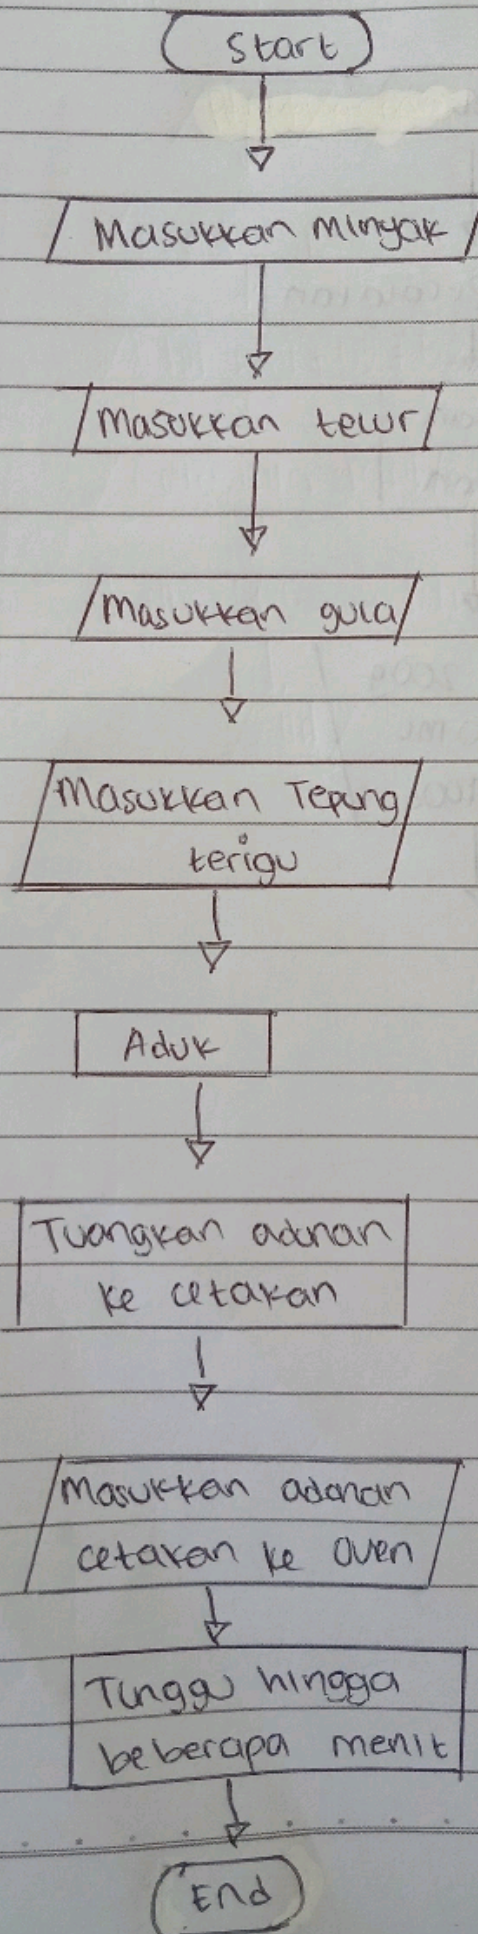 Start
Masukkan Minyak
Masukkan telur
Masukkan gula
Masukkan Tepung
terigu
Aduk
Tuangkan adonan
ke cetakan
Masukkan adonan
cetakan ke oven
Tunggu hingga
beberapa menit
End